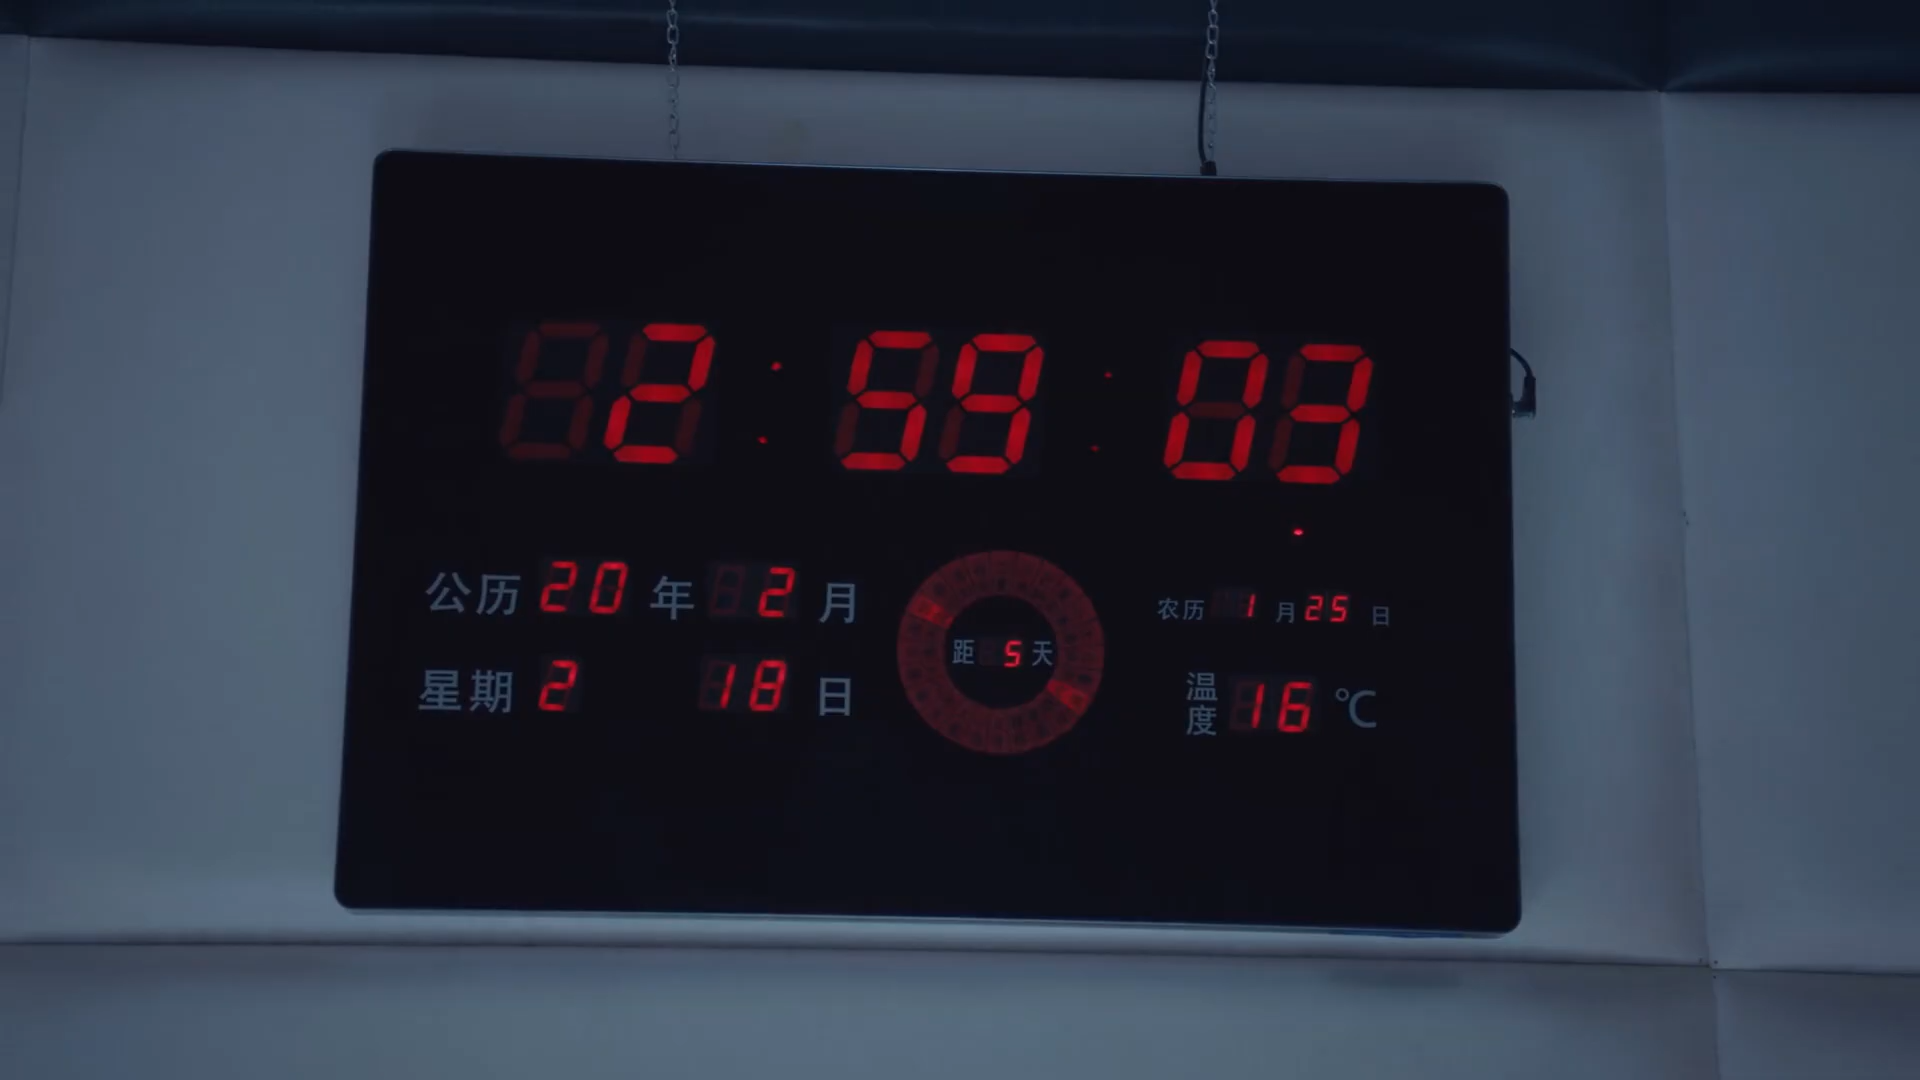 2:59:03
公历 20 年 2 月
星期 2 18 日
距 5 天
农历 1 月 25 日
温度 16 ℃